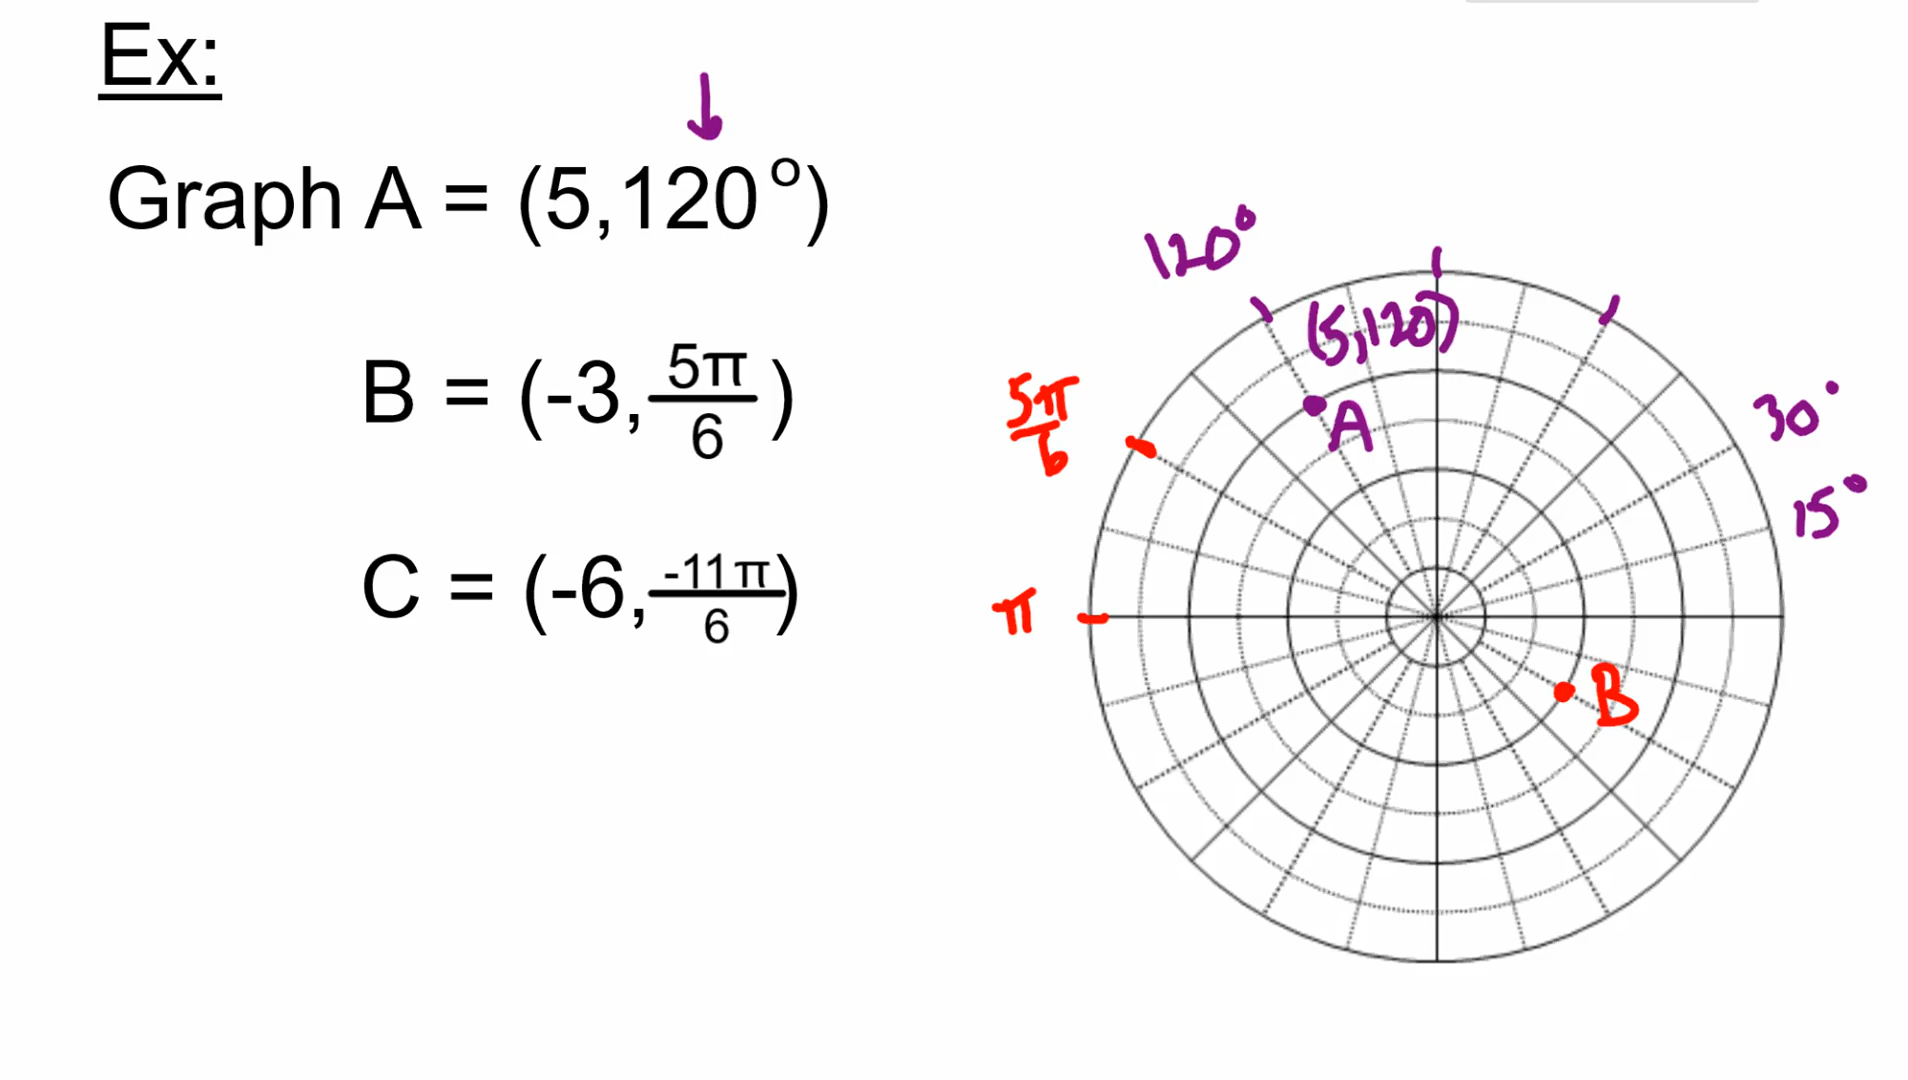 Ex:
Graph A = (5,120°)
B = (-3, 5π/6)
C = (-6, -11π/6)
120°
(5,120)
A
5π/6
30°
15°
π
B